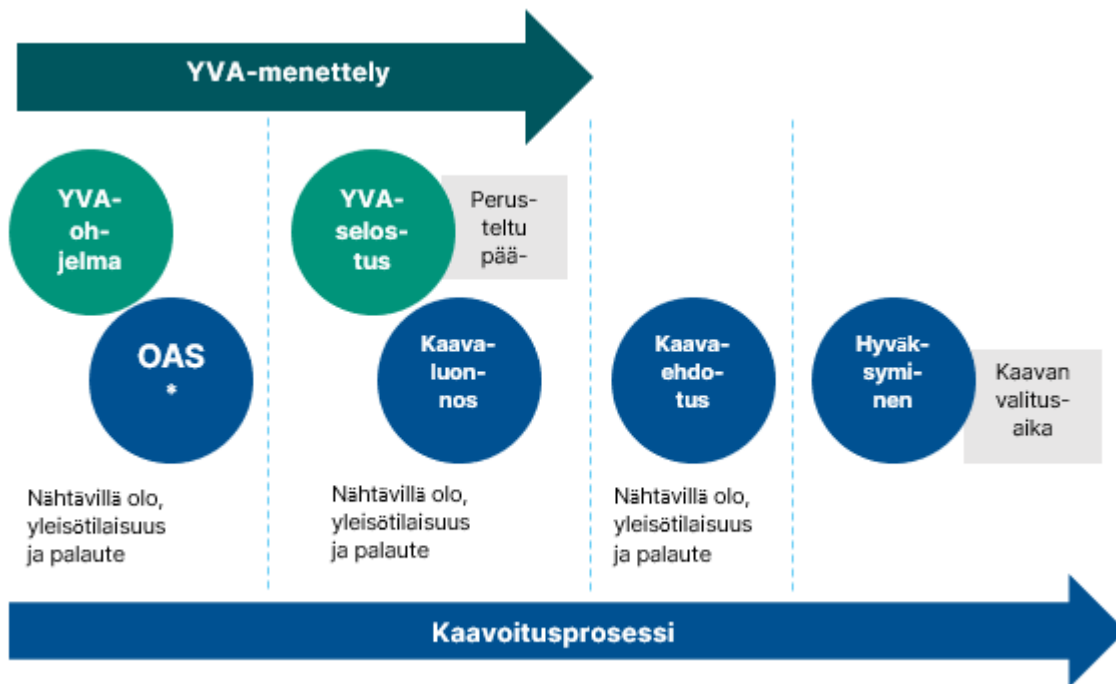 YVA-menettely
YVA-
oh-
jelma
YVA-
selos-
tus
Perus-
teltu
pää-
OAS
*
Kaava-
luon-
nos
Kaava-
ehdo-
tus
Hyväk-
symi-
nen
Kaavan
valitus-
aika
Nähtävillä olo,
yleisötilaisuus
ja palaute
Nähtävillä olo,
yleisötilaisuus
ja palaute
Nähtävillä olo,
yleisötilaisuus
ja palaute
Kaavoitusprosessi